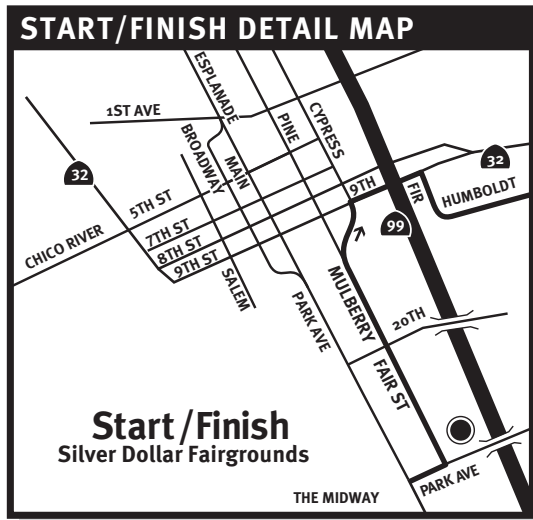 START/FINISH DETAIL MAP
ESPLANADE
1ST AVE
BROADWAY
MAIN
PINE
CYPRESS
32
32
5TH ST
9TH
FIR
HUMBOLDT
7TH ST
8TH ST
9TH ST
CHICO RIVER
99
SALEM
PARK AVE
MULBERRY
20TH
FAIR ST
Start/Finish
Silver Dollar Fairgrounds
PARK AVE
THE MIDWAY